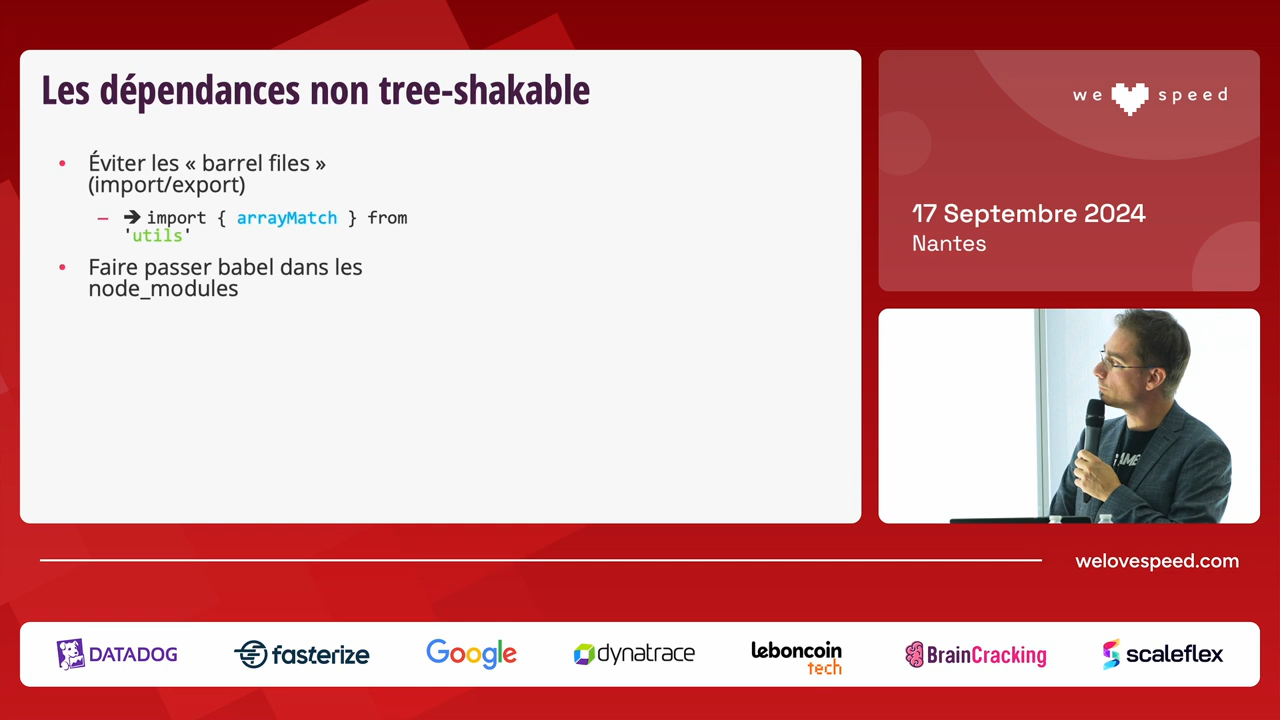 Les dépendances non tree-shakable
• Éviter les « barrel files »
(import/export)
– ➔ import { arrayMatch } from
'utils'
• Faire passer babel dans les
node_modules
we speed
17 Septembre 2024
Nantes
welovespeed.com
DATADOG
fasterize
Google
dynatrace
leboncoin
tech
BrainCracking
scaleflex